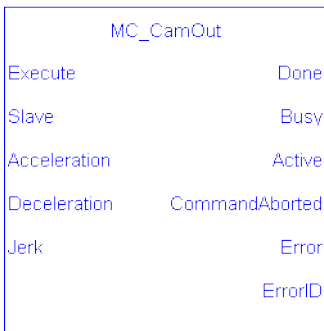 MC_CamOut
Execute Done
Slave Busy
Acceleration Active
Deceleration CommandAborted
Jerk Error
ErrorID